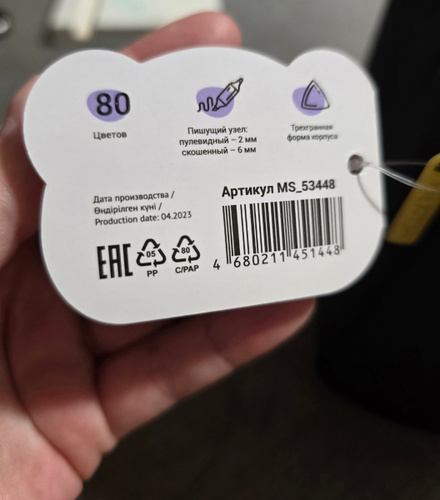 80
Цветов
Пишущий узел:
пулевидный – 2 мм
скошенный – 6 мм
Трехгранная
форма корпуса
Дата производства /
Өндірілген күні /
Production date: 04.2023
Артикул MS_53448
EAC
05
PP
80
C/PAP
4 680211 451448